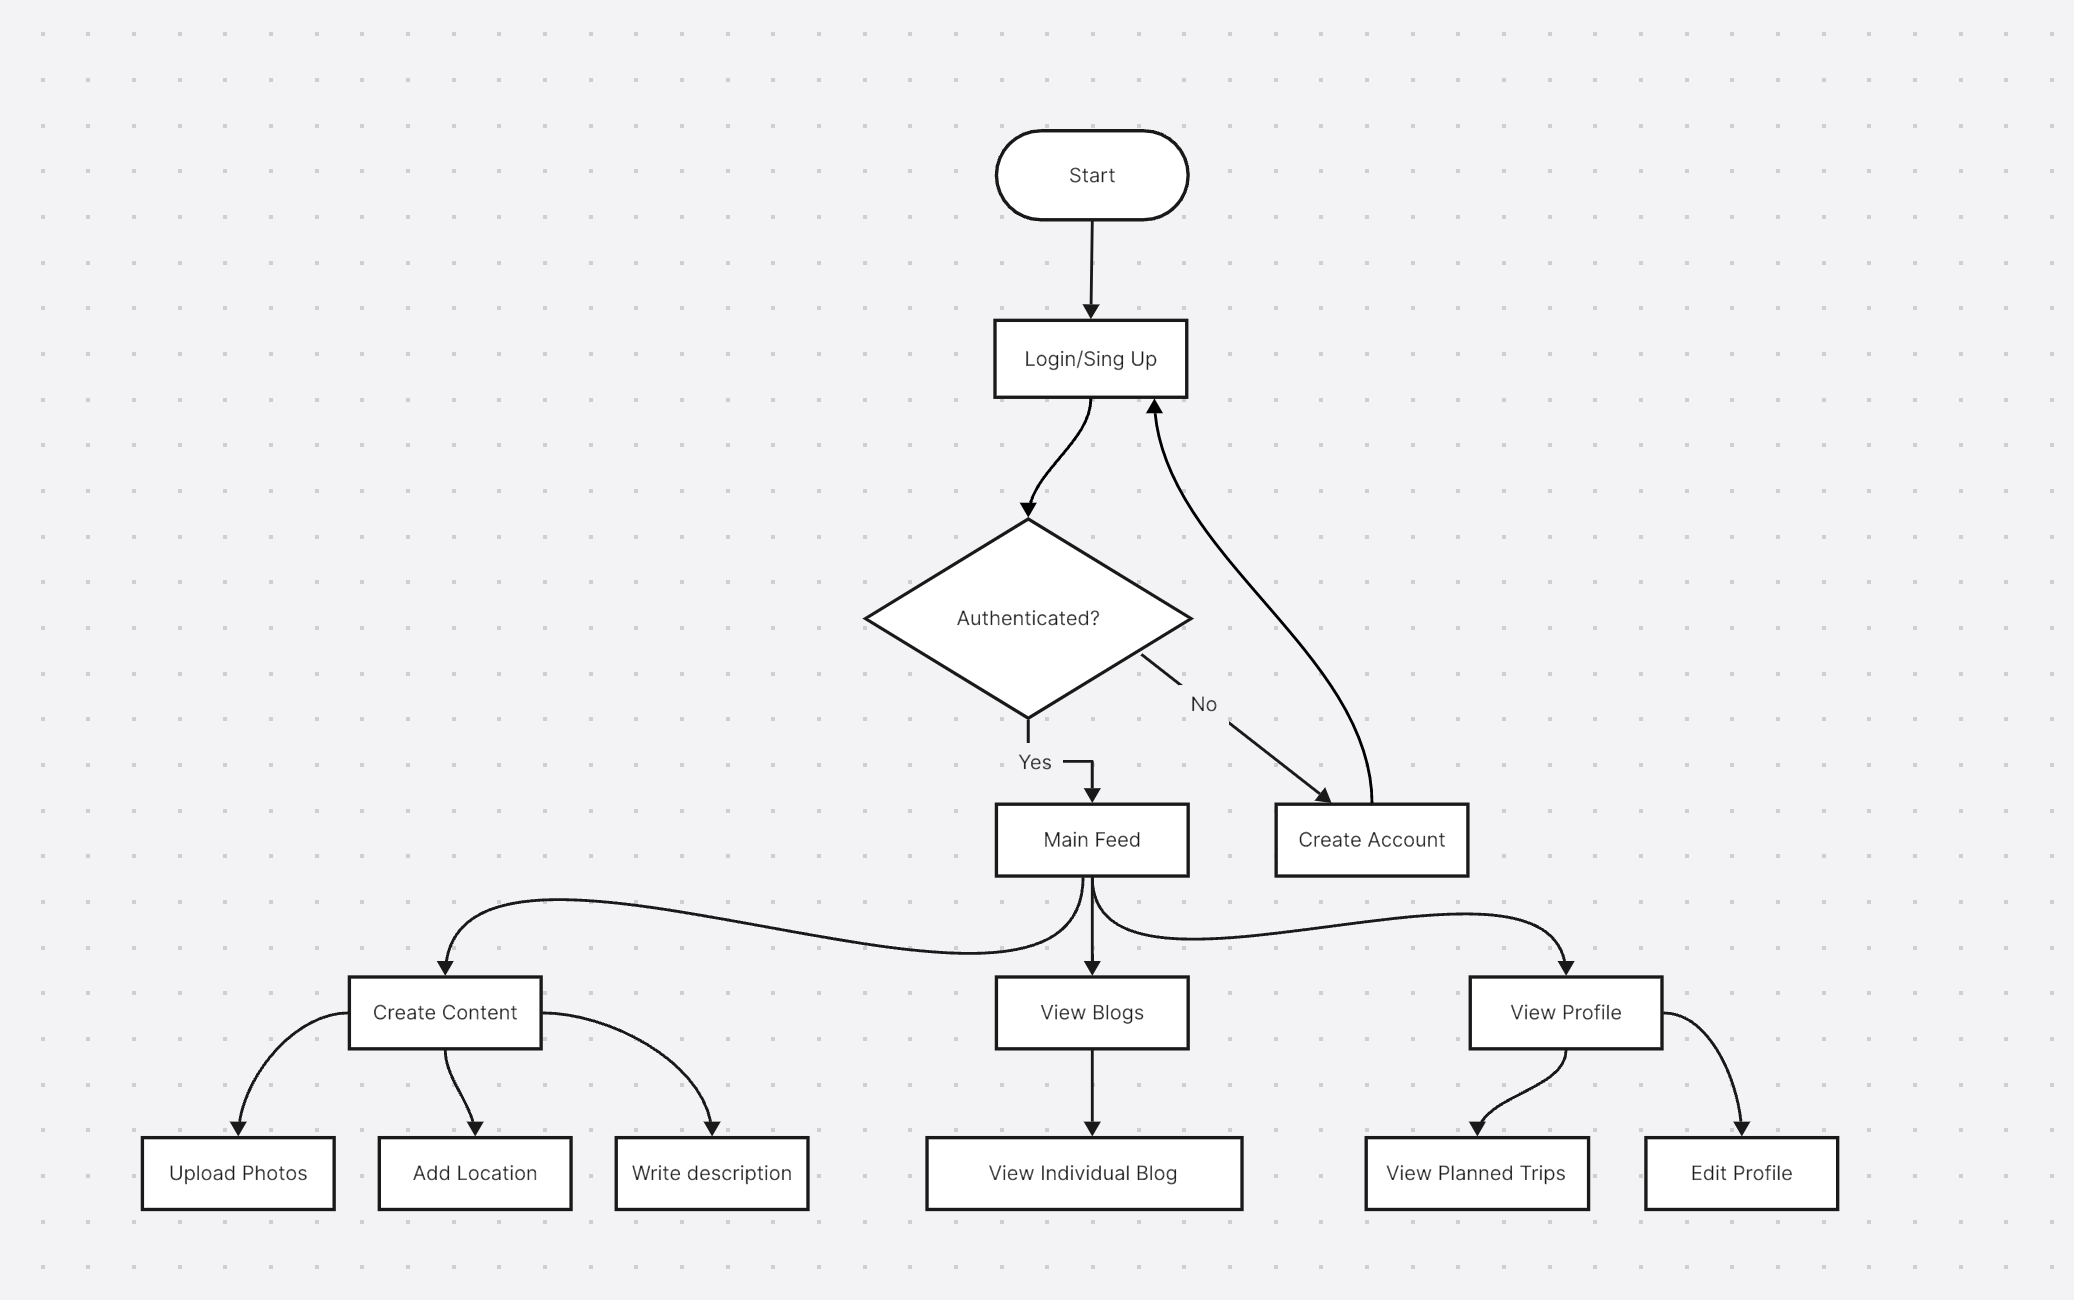 Start
Login/Sing Up
Authenticated?
No
Yes
Main Feed
Create Account
Create Content
View Blogs
View Profile
Upload Photos
Add Location
Write description
View Individual Blog
View Planned Trips
Edit Profile